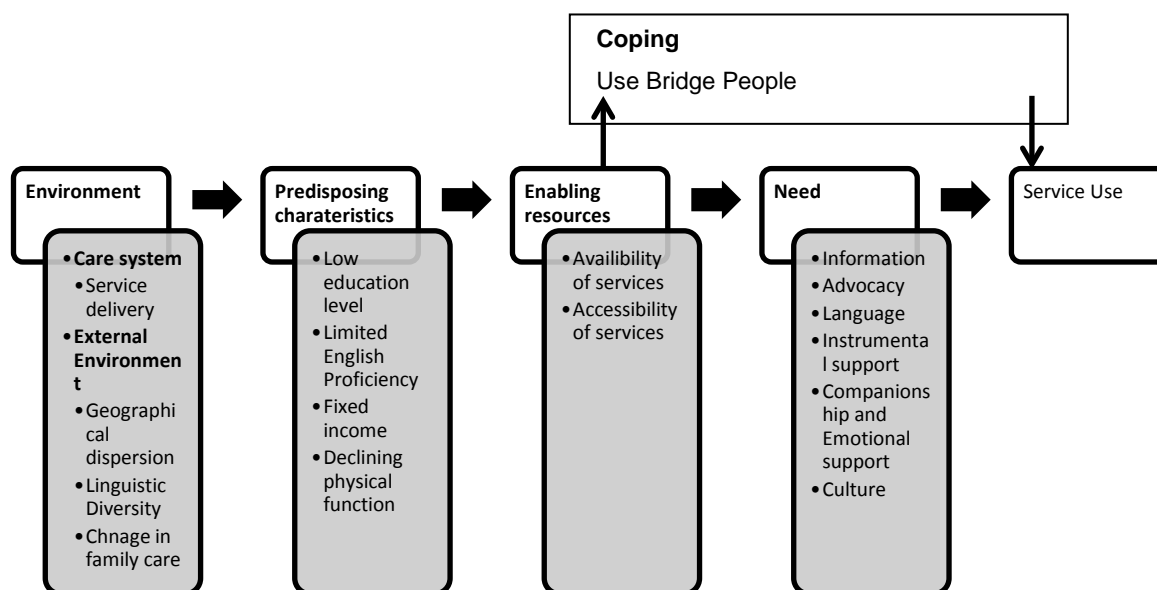 Coping
Use Bridge People
Environment
•Care system
•Service
delivery
•External
Environmen
t
•Geographi
cal
dispersion
•Linguistic
Diversity
•Chnage in
family care
Predisposing
charateristics
•Low
education
level
•Limited
English
Proficiency
•Fixed
income
•Declining
physical
function
Enabling
resources
•Availibility
of services
•Accessibility
of services
Need
•Information
•Advocacy
•Language
•Instrumenta
l support
•Companions
hip and
Emotional
support
•Culture
Service Use